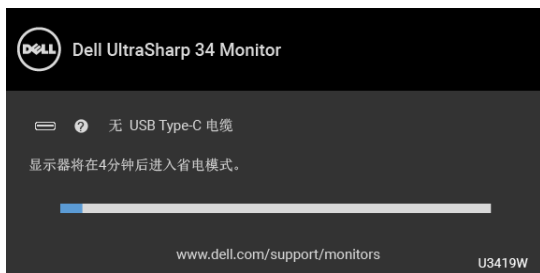 DELL Dell UltraSharp 34 Monitor
? 无 USB Type-C 电缆
显示器将在4分钟后进入省电模式。
www.dell.com/support/monitors
U3419W